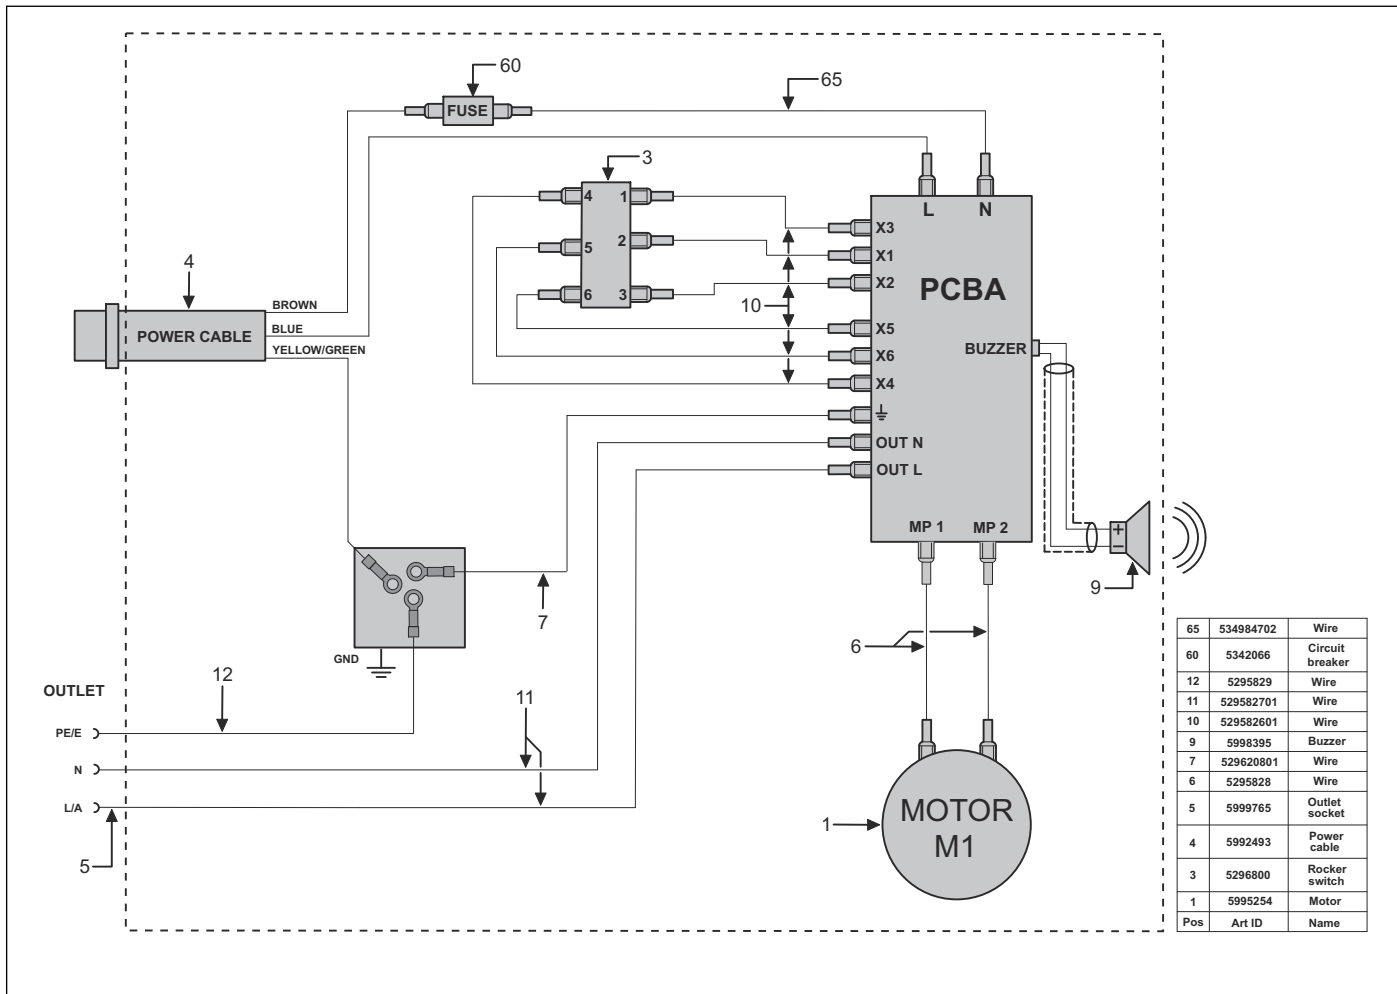 60
65
FUSE
3
4 1
5 2
6 3
L N
X3
X1
X2
PCBA
4
BROWN
BLUE
POWER CABLE
YELLOW/GREEN
10
X5
X6
X4
BUZZER
OUT N
OUT L
MP 1 MP 2
+
−
9
7
GND
6
OUTLET
12
11
PE/E
N
L/A
5
1
MOTOR
M1
65 534984702 Wire
60 5342066 Circuit
breaker
12 5295829 Wire
11 529582701 Wire
10 529582601 Wire
9 5998395 Buzzer
7 529620801 Wire
6 5295828 Wire
5 5999765 Outlet
socket
4 5992493 Power
cable
3 5296800 Rocker
switch
1 5995254 Motor
Pos Art ID Name